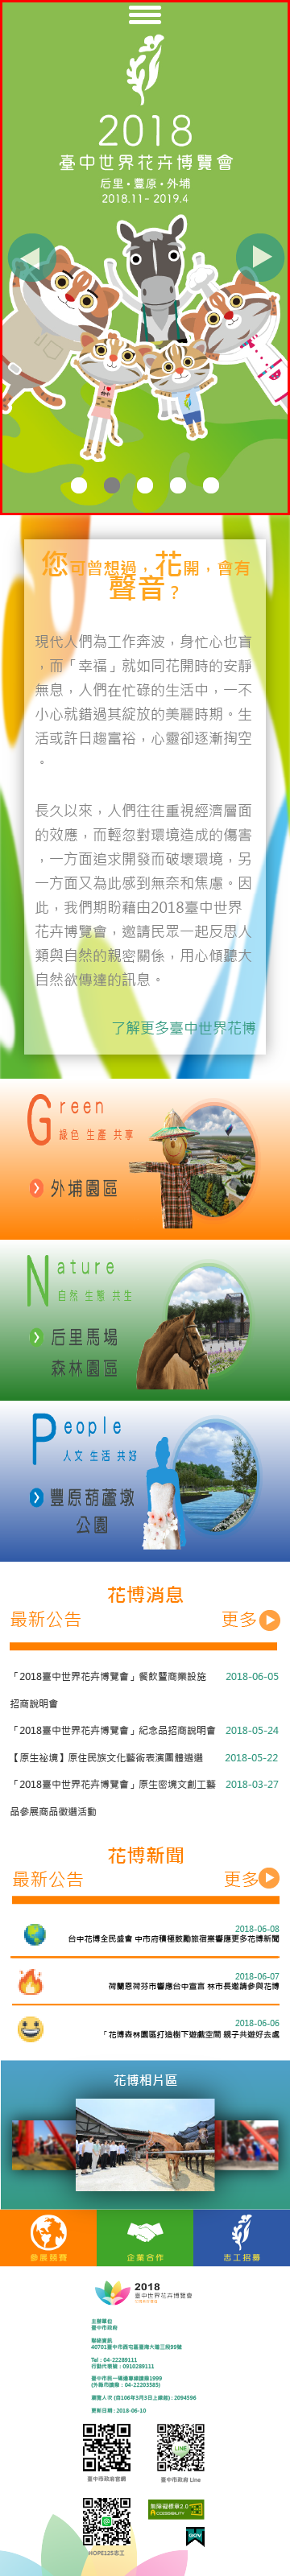 2018
臺中世界花卉博覽會
后里•豐原•外埔
2018.11- 2019.4
您可曾想過，花開，會有
聲音？
現代人們為工作奔波，身忙心也盲
，而「幸福」就如同花開時的安靜
無息，人們在忙碌的生活中，一不
小心就錯過其綻放的美麗時期。生
活或許日趨富裕，心靈卻逐漸掏空
。
長久以來，人們往往重視經濟層面
的效應，而輕忽對環境造成的傷害
，一方面追求開發而破壞環境，另
一方面又為此感到無奈和焦慮。因
此，我們期盼藉由2018臺中世界
花卉博覽會，邀請民眾一起反思人
類與自然的親密關係，用心傾聽大
自然欲傳達的訊息。
了解更多臺中世界花博
Green
綠色 生產 共享
外埔園區
Nature
自然 生態 共生
后里馬場
森林園區
People
人文 生活 共好
豐原葫蘆墩
公園
花博消息
最新公告 更多
「2018臺中世界花卉博覽會」餐飲暨商業設施 2018-06-05
招商說明會
「2018臺中世界花卉博覽會」紀念品招商說明會 2018-05-24
【原生祕境】原住民族文化藝術表演團體遴選 2018-05-22
「2018臺中世界花卉博覽會」原生密境文創工藝 2018-03-27
品參展商品徵選活動
花博新聞
最新公告 更多
2018-06-08
台中花博全民盛會 中市府積極鼓勵旅宿業響應更多花博新聞
2018-06-07
荷蘭恩荷芬市響應台中宣言 林市長邀請參與花博
2018-06-06
「花博森林園區打造樹下遊戲空間 親子共遊好去處
花博相片區
參展競賽 企業合作 志工招募
2018
臺中世界花卉博覽會
主辦單位
臺中市政府
聯絡資訊
40701臺中市西屯區臺灣大道三段99號
Tel：04-22289111
行動代表號：0910289111
臺中市民一碼通專線請撥1999
(外縣市請撥：04-22203585)
瀏覽人次 (自106年3月3日上線起)：2094596
更新日期：2018-06-10
臺中市政府官網
臺中市政府 Line
LINE
iHOPE125志工
無障礙標章2.0
ACCESSIBILITY
GOV